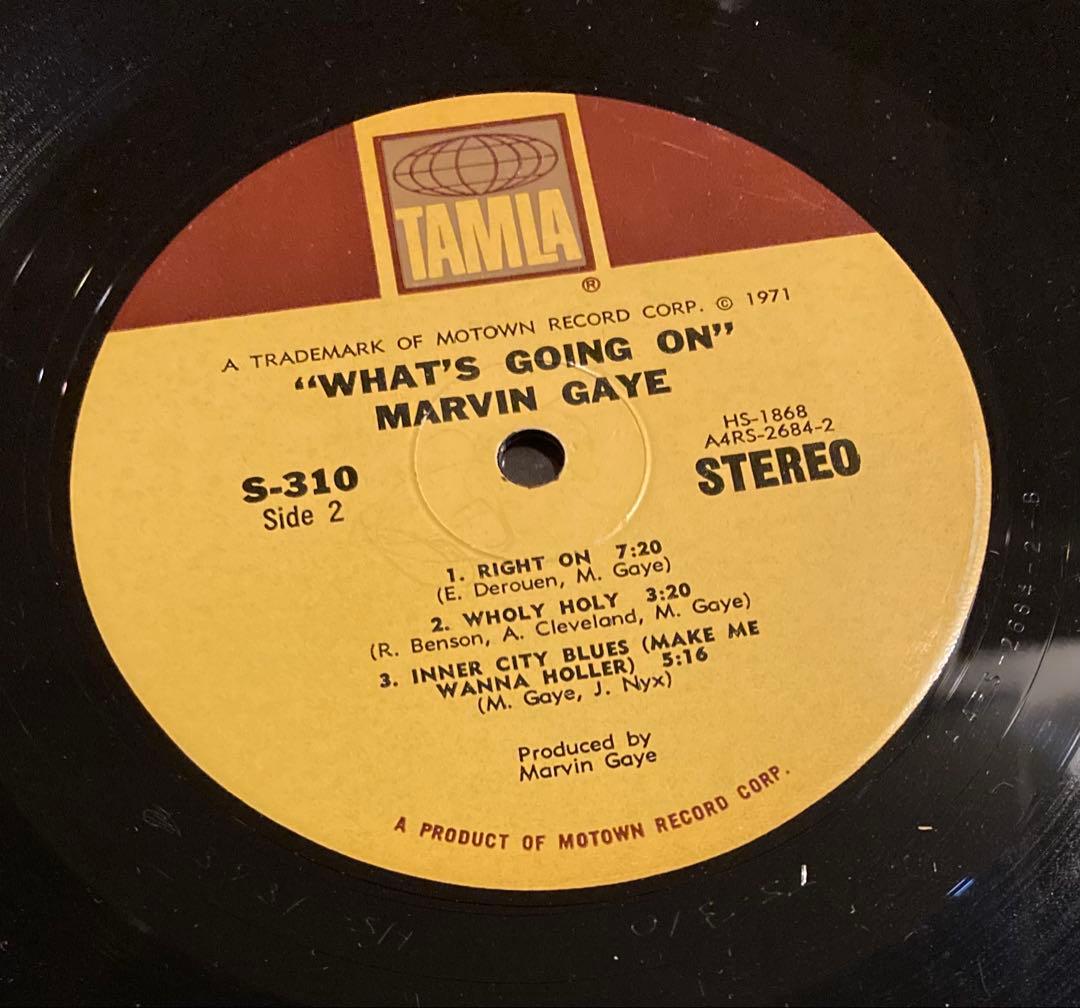 TAMLA
®
A TRADEMARK OF MOTOWN RECORD CORP. © 1971
“WHAT'S GOING ON”
MARVIN GAYE
HS-1868
A4RS-2684-2
STEREO
S-310
Side 2
1. RIGHT ON 7:20
(E. Derouen, M. Gaye)
2. WHOLY HOLY 3:20
(R. Benson, A. Cleveland, M. Gaye)
3. INNER CITY BLUES (MAKE ME
WANNA HOLLER) 5:16
(M. Gaye, J. Nyx)
Produced by
Marvin Gaye
A PRODUCT OF MOTOWN RECORD CORP.